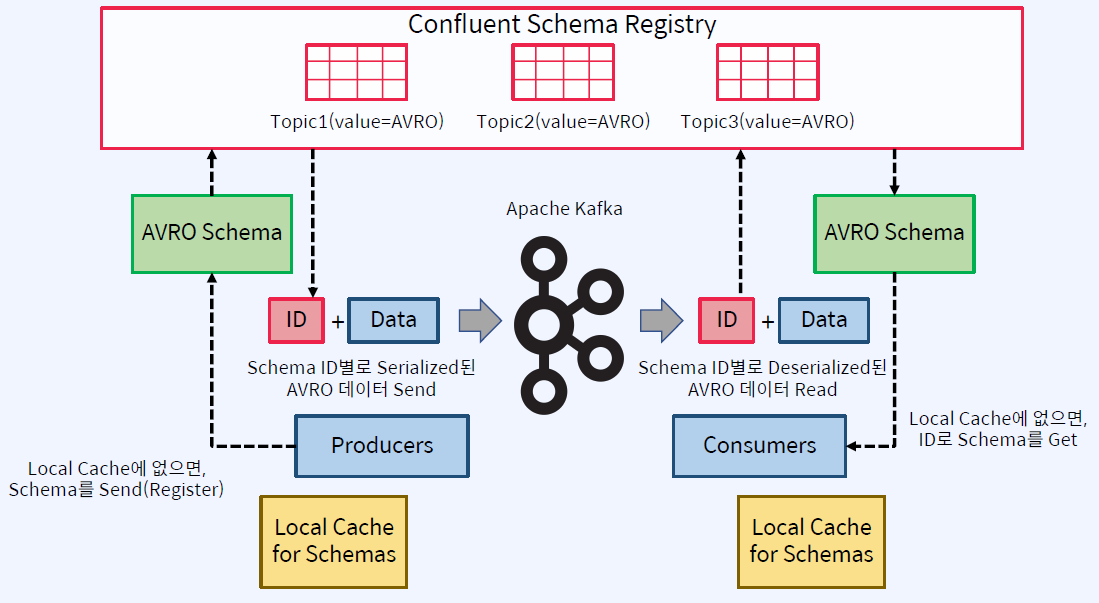 Confluent Schema Registry
Topic1(value=AVRO)
Topic2(value=AVRO)
Topic3(value=AVRO)
AVRO Schema
Apache Kafka
AVRO Schema
ID
+
Data
ID
+
Data
Schema ID별로 Serialized된
AVRO 데이터 Send
Schema ID별로 Deserialized된
AVRO 데이터 Read
Producers
Consumers
Local Cache에 없으면,
ID로 Schema를 Get
Local Cache에 없으면,
Schema를 Send(Register)
Local Cache
for Schemas
Local Cache
for Schemas